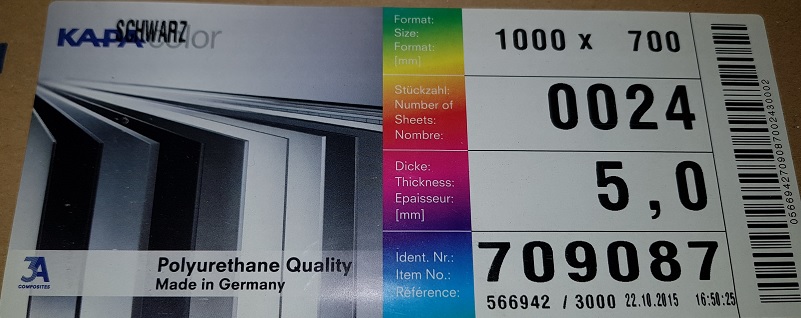 SCHWARZ
KAPA color
Format:
Size:
Format:
[mm]
1000 x 700
Stückzahl:
Number of
Sheets:
Nombre:
0024
Dicke:
Thickness:
Epaisseur:
[mm]
5,0
Ident. Nr.:
Item No.:
Référence:
709087
566942 / 3000 22.10.2015 16:50:25
3A
COMPOSITES
Polyurethane Quality
Made in Germany
0566942709087002430002